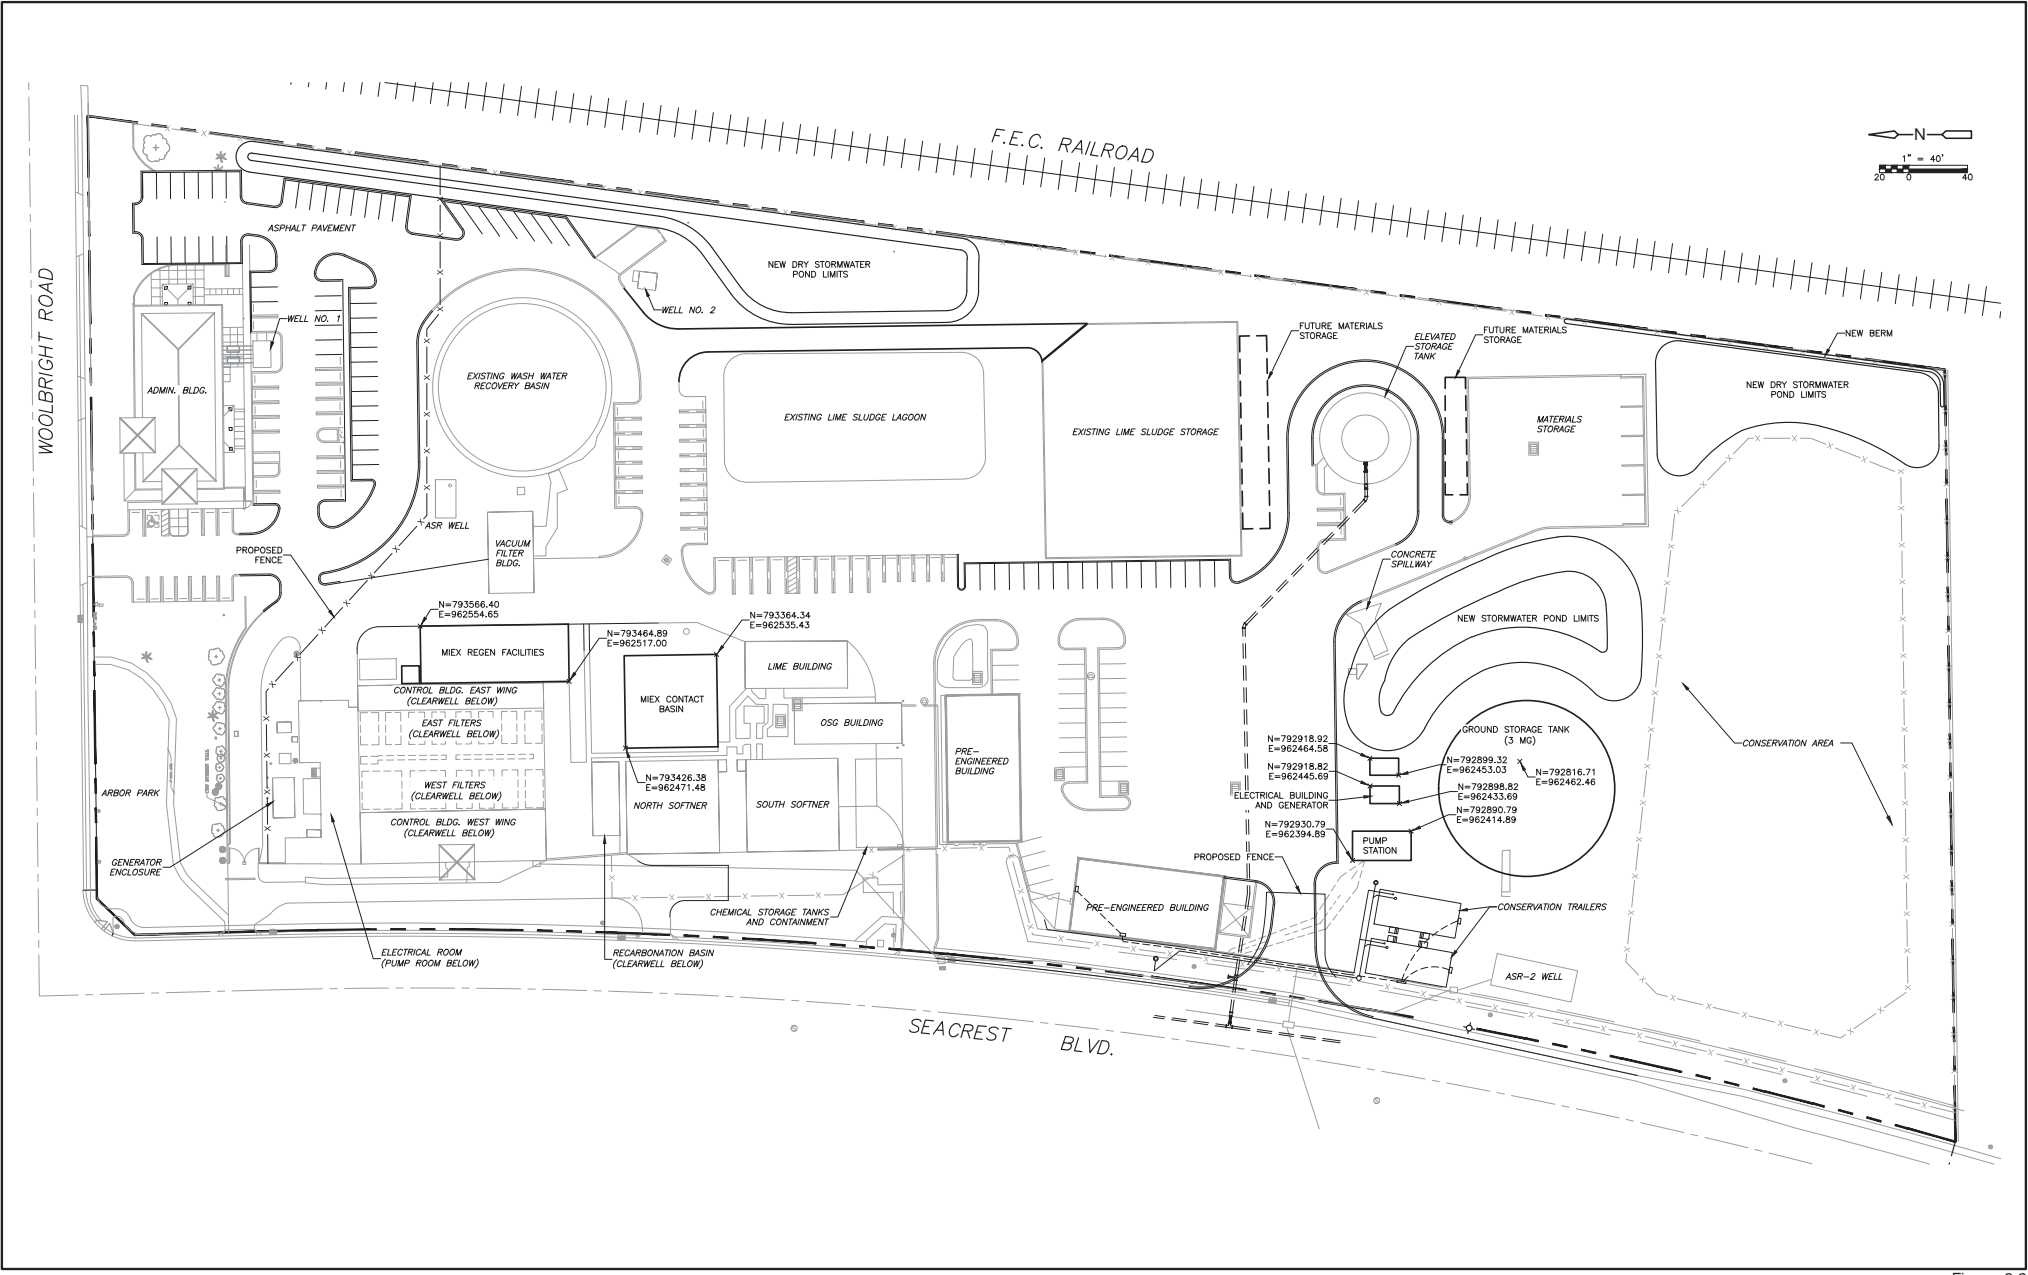 F.E.C. RAILROAD
N
1" = 40'
20 0 40
WOOLBRIGHT ROAD
ASPHALT PAVEMENT
NEW DRY STORMWATER
POND LIMITS
WELL NO. 1
WELL NO. 2
ADMIN. BLDG.
EXISTING WASH WATER
RECOVERY BASIN
EXISTING LIME SLUDGE LAGOON
EXISTING LIME SLUDGE STORAGE
FUTURE MATERIALS
STORAGE
ELEVATED
STORAGE
TANK
FUTURE MATERIALS
STORAGE
NEW BERM
NEW DRY STORMWATER
POND LIMITS
MATERIALS
STORAGE
ASR WELL
VACUUM
FILTER
BLDG.
PROPOSED
FENCE
CONCRETE
SPILLWAY
N=793566.40
E=962554.65
N=793464.89
E=962517.00
N=793364.34
E=962535.43
NEW STORMWATER POND LIMITS
MIEX REGEN FACILITIES
LIME BUILDING
CONTROL BLDG. EAST WING
(CLEARWELL BELOW)
MIEX CONTACT
BASIN
EAST FILTERS
(CLEARWELL BELOW)
OSG BUILDING
PRE-
ENGINEERED
BUILDING
GROUND STORAGE TANK
(3 MG)
N=792918.92
E=962464.58
N=792899.32
E=962453.03
N=792816.71
E=962462.46
CONSERVATION AREA
N=792918.82
E=962445.69
N=792898.82
E=962433.69
ELECTRICAL BUILDING
AND GENERATOR
N=792890.79
E=962414.89
N=792930.79
E=962394.89
PUMP
STATION
ARBOR PARK
WEST FILTERS
(CLEARWELL BELOW)
N=793426.38
E=962471.48
NORTH SOFTNER
SOUTH SOFTNER
CONTROL BLDG. WEST WING
(CLEARWELL BELOW)
GENERATOR
ENCLOSURE
PROPOSED FENCE
PRE-ENGINEERED BUILDING
CONSERVATION TRAILERS
CHEMICAL STORAGE TANKS
AND CONTAINMENT
ELECTRICAL ROOM
(PUMP ROOM BELOW)
RECARBONATION BASIN
(CLEARWELL BELOW)
ASR-2 WELL
SEACREST BLVD.